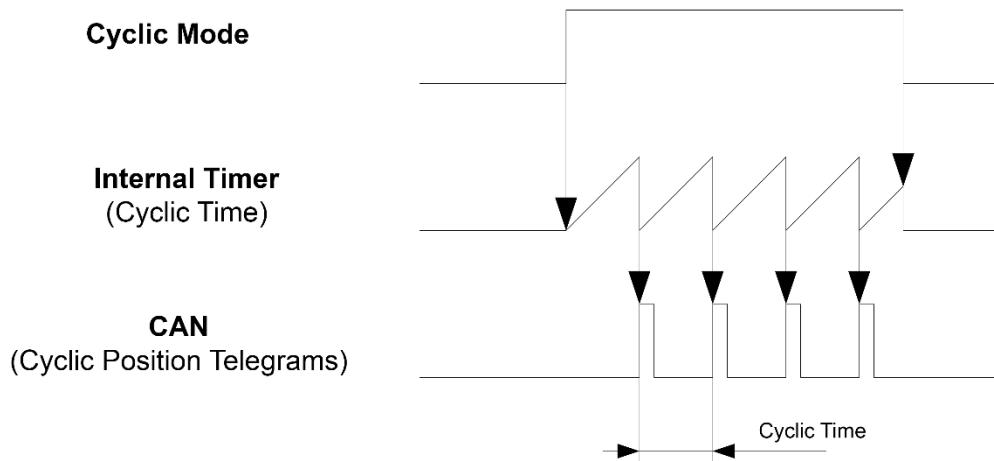 Cyclic Mode
Internal Timer
(Cyclic Time)
CAN
(Cyclic Position Telegrams)
Cyclic Time